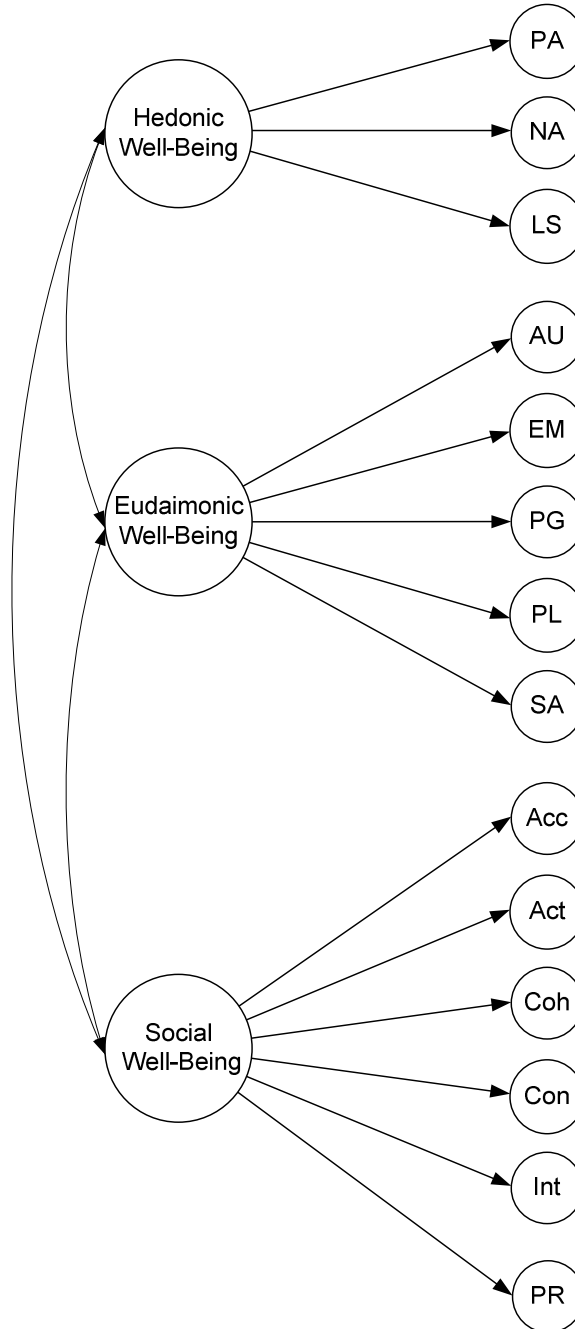 PA
Hedonic
Well-Being
NA
LS
AU
EM
Eudaimonic
Well-Being
PG
PL
SA
Acc
Act
Coh
Social
Well-Being
Con
Int
PR